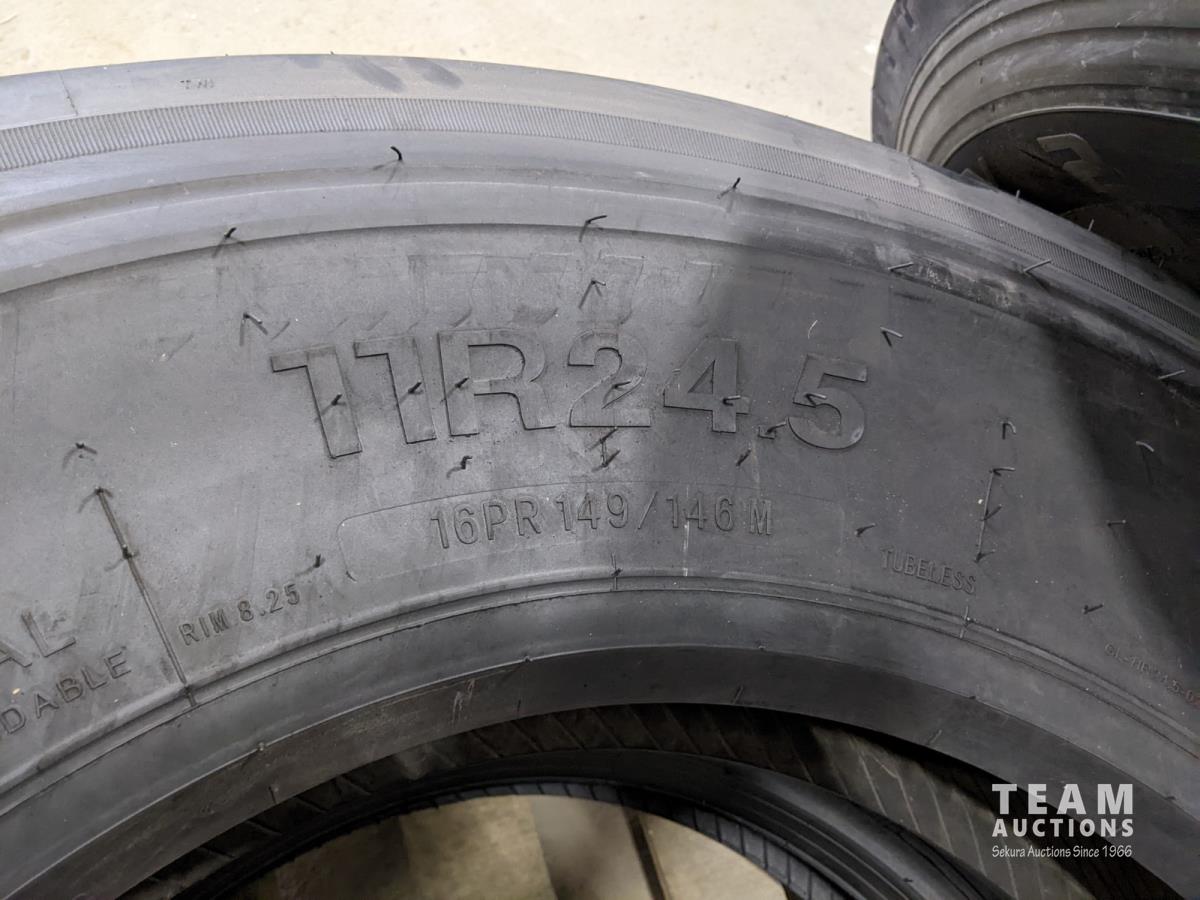 11R24.5
16PR 149/146 M
RIM 8.25
TUBELESS
TEAM
AUCTIONS
Sekura Auctions Since 1966